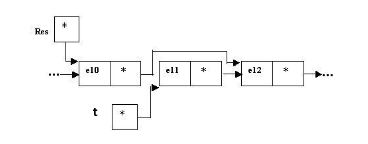 Res *
... e10 * e11 * e12 * ...
t *